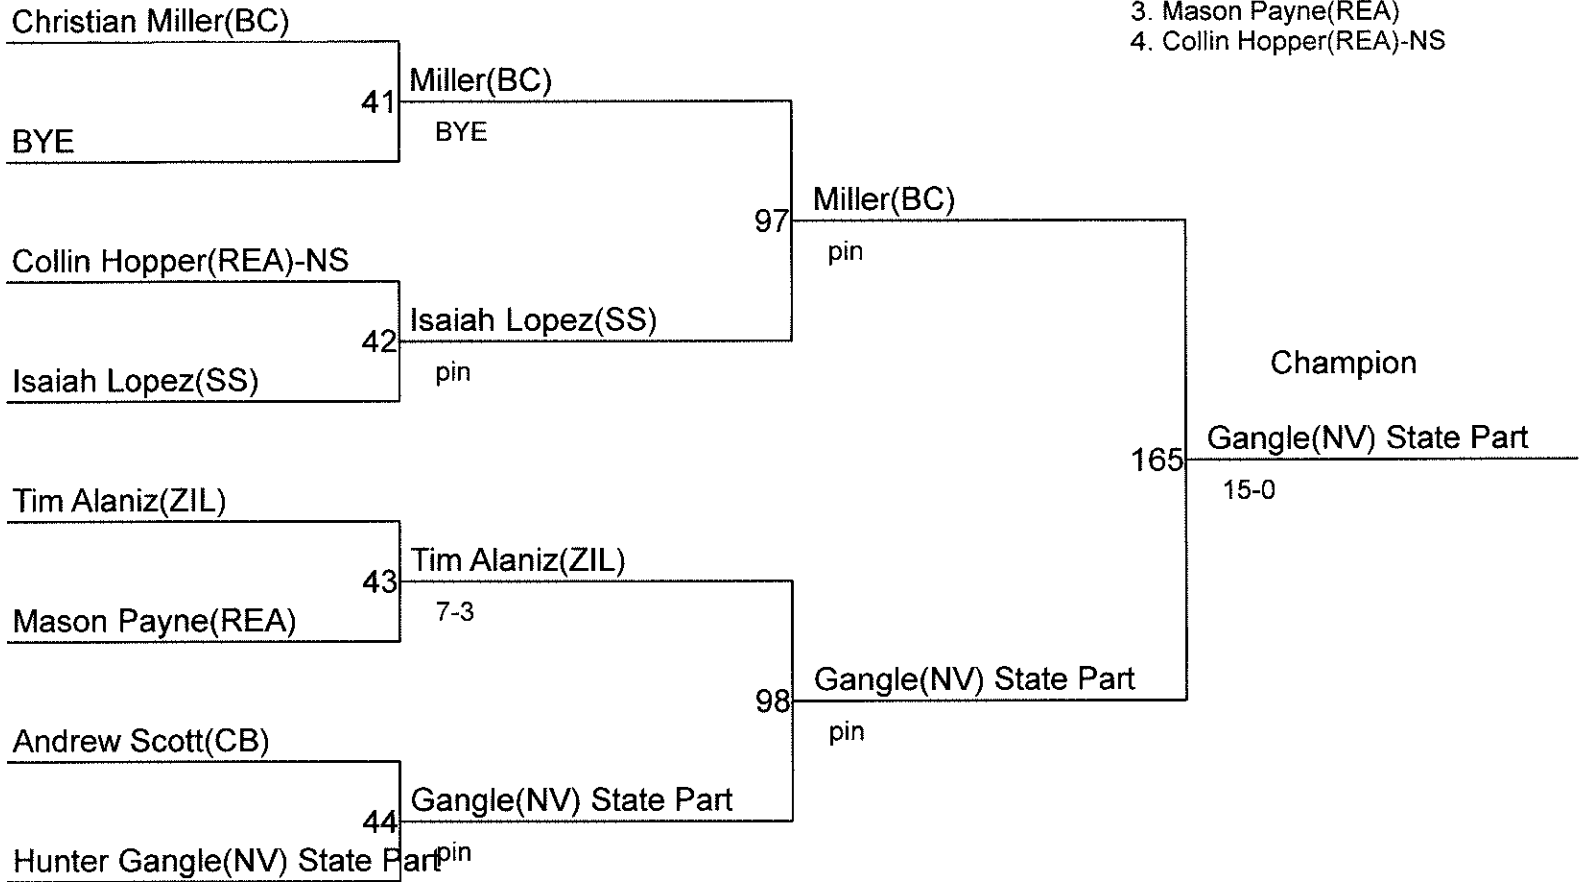 3. Mason Payne(REA)
4. Collin Hopper(REA)-NS
Christian Miller(BC)
41
Miller(BC)
BYE
BYE
97
Miller(BC)
pin
Collin Hopper(REA)-NS
42
Isaiah Lopez(SS)
pin
Isaiah Lopez(SS)
Champion
165
Gangle(NV) State Part
15-0
Tim Alaniz(ZIL)
43
Tim Alaniz(ZIL)
7-3
Mason Payne(REA)
98
Gangle(NV) State Part
pin
Andrew Scott(CB)
44
Gangle(NV) State Part
pin
Hunter Gangle(NV) State Part